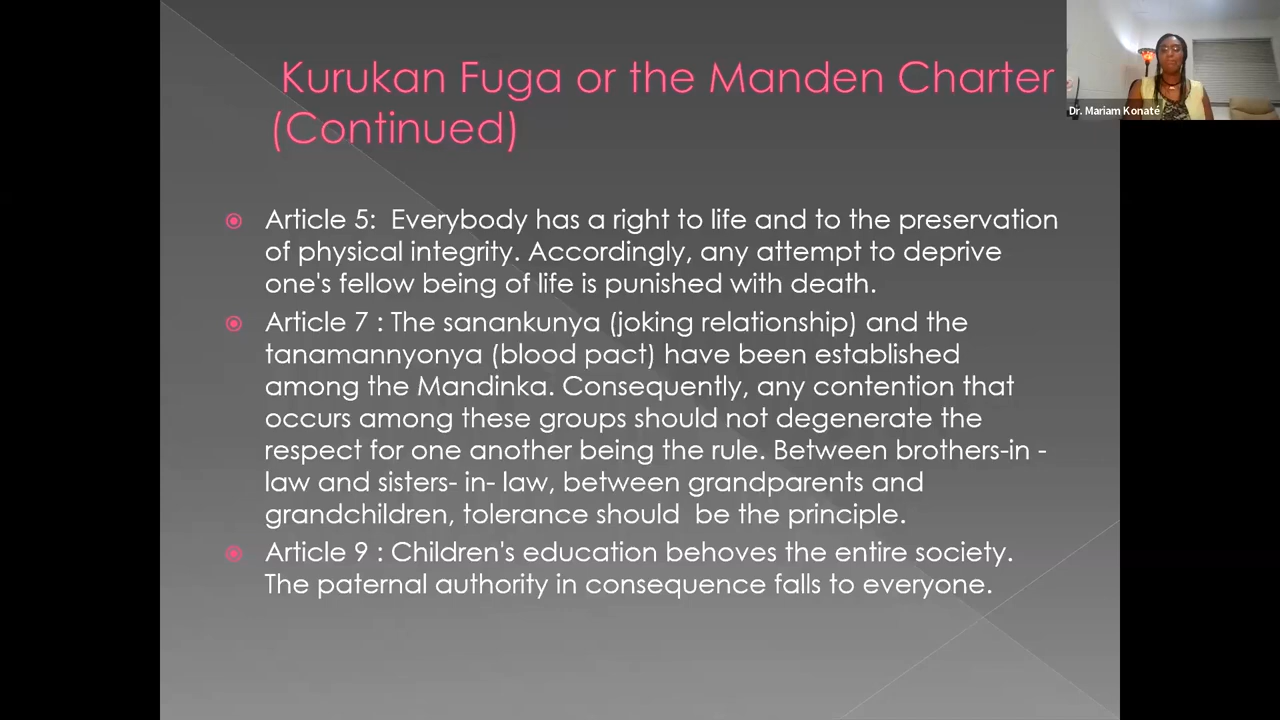 Kurukan Fuga or the Manden Charter
(Continued)
Dr. Mariam Konaté
Article 5: Everybody has a right to life and to the preservation
of physical integrity. Accordingly, any attempt to deprive
one's fellow being of life is punished with death.
Article 7 : The sanankunya (joking relationship) and the
tanamannyonya (blood pact) have been established
among the Mandinka. Consequently, any contention that
occurs among these groups should not degenerate the
respect for one another being the rule. Between brothers-in -
law and sisters- in- law, between grandparents and
grandchildren, tolerance should  be the principle.
Article 9 : Children's education behoves the entire society.
The paternal authority in consequence falls to everyone.